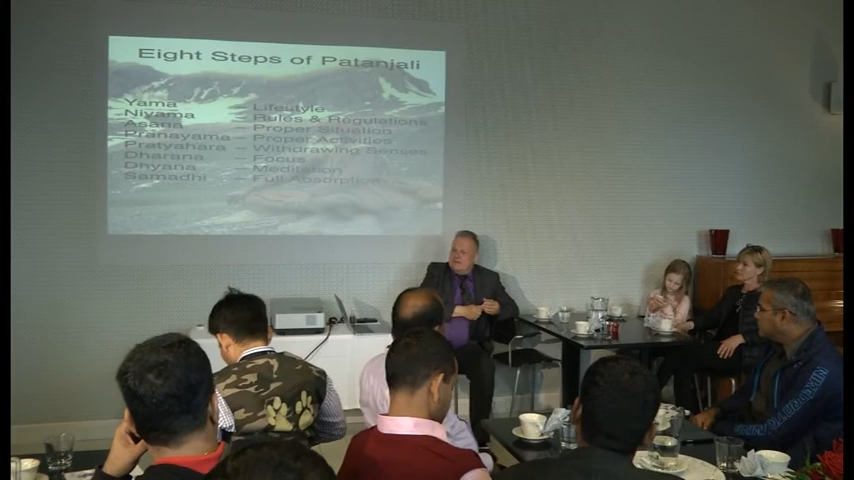 Eight Steps of Patanjali
Yama – Lifestyle
Niyama – Rules & Regulations
Asana – Proper Situation
Pranayama – Proper Activities
Pratyahara – Withdrawing Senses
Dharana – Focus
Dhyana – Meditation
Samadhi – Full Absorption